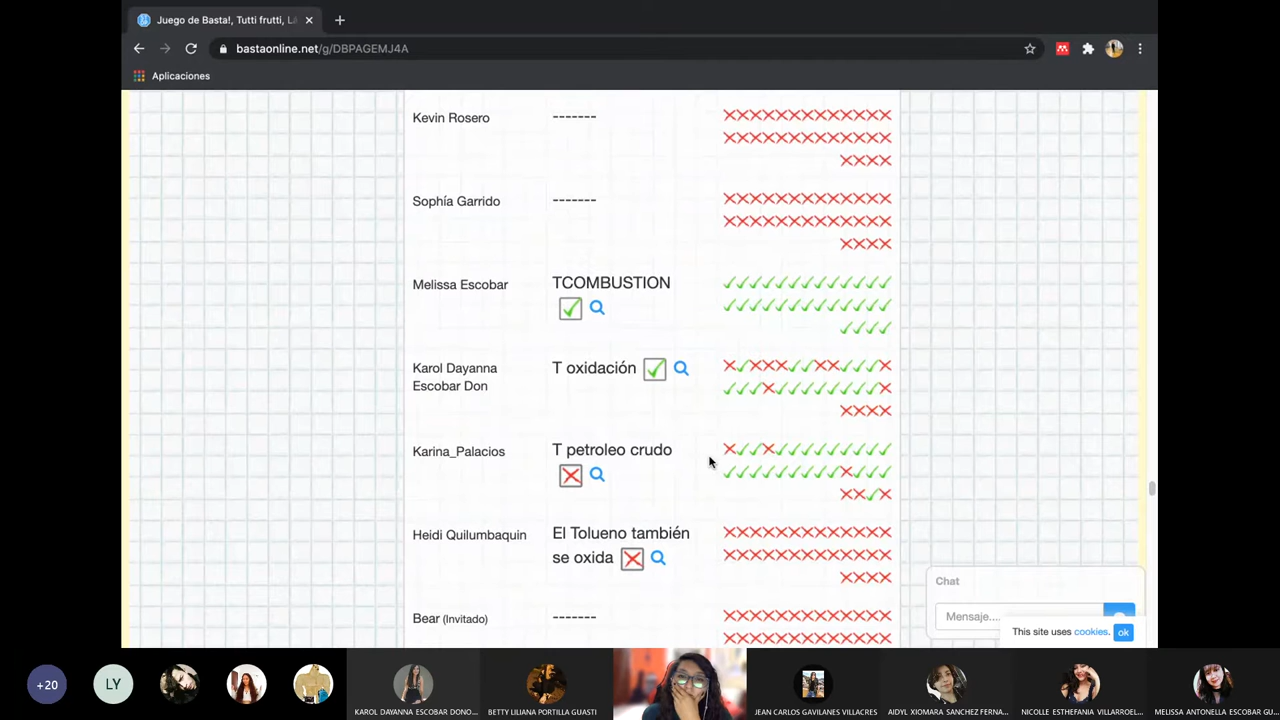 Juego de Basta!, Tutti frutti, La
bastaonline.net/g/DBPAGEMJ4A
Aplicaciones
Kevin Rosero -------
Sophía Garrido -------
Melissa Escobar TCOMBUSTION
Karol Dayanna
Escobar Don
T oxidación
Karina_Palacios T petroleo crudo
Heidi Quilumbaquin El Tolueno también
se oxida
Bear (Invitado) -------
Chat
Mensaje....
This site uses cookies. ok
+20
LY
KAROL DAYANNA ESCOBAR DONO...
BETTY LILIANA PORTILLA GUASTI
JEAN CARLOS GAVILANES VILLACRES
AIDYL XIOMARA SANCHEZ FERNA...
NICOLLE ESTHEFANIA VILLARROEL...
MELISSA ANTONELLA ESCOBAR GU...